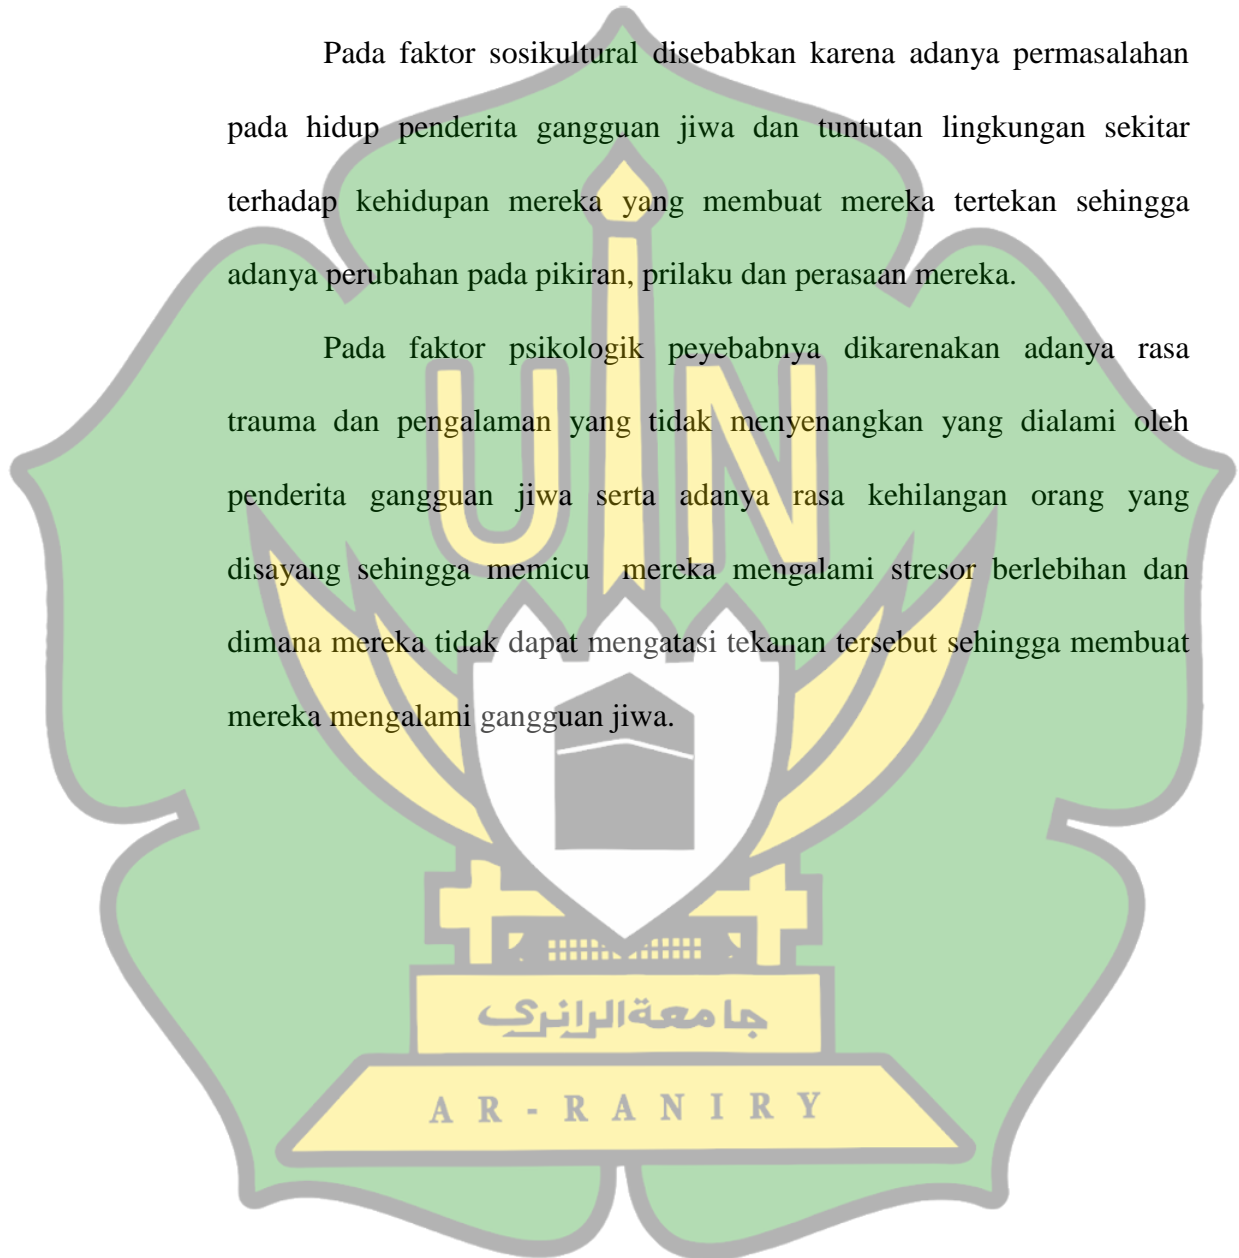 Pada faktor sosikultural disebabkan karena adanya permasalahan
pada hidup penderita gangguan jiwa dan tuntutan lingkungan sekitar
terhadap kehidupan mereka yang membuat mereka tertekan sehingga
adanya perubahan pada pikiran, prilaku dan perasaan mereka.
Pada faktor psikologik peyebabnya dikarenakan adanya rasa
trauma dan pengalaman yang tidak menyenangkan yang dialami oleh
penderita gangguan jiwa serta adanya rasa kehilangan orang yang
disayang sehingga memicu mereka mengalami stresor berlebihan dan
dimana mereka tidak dapat mengatasi tekanan tersebut sehingga membuat
mereka mengalami gangguan jiwa.
UIN
جامعة الرانري
AR-RANIRY